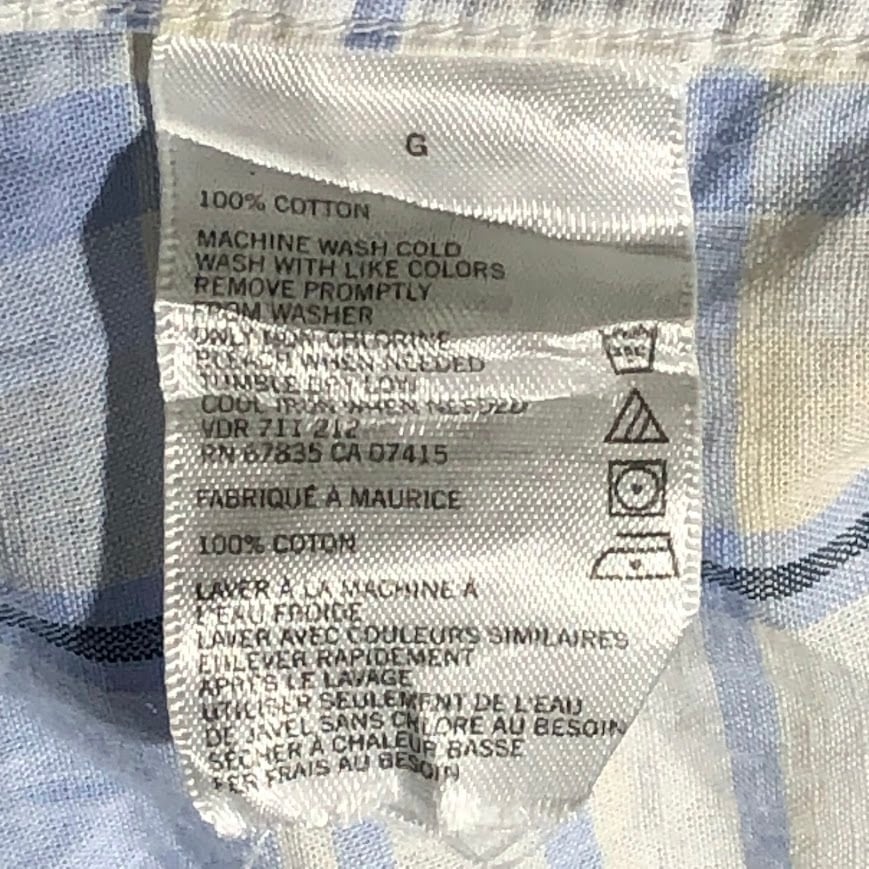 G
100% COTTON
MACHINE WASH COLD
WASH WITH LIKE COLORS
REMOVE PROMPTLY
FROM WASHER
ONLY NON-CHLORINE
BLEACH WHEN NEEDED
TUMBLE DRY LOW
COOL IRON WHEN NEEDED
VDR 711 212
RN 67835 CA 07415
FABRIQUÉ À MAURICE
100% COTON
LAVER À LA MACHINE À
L'EAU FROIDE
LAVER AVEC COULEURS SIMILAIRES
ENLEVER RAPIDEMENT
APRÈS LE LAVAGE
UTILISER SEULEMENT DE L'EAU
DE JAVEL SANS CHLORE AU BESOIN
SÉCHER À CHALEUR BASSE
FER FRAIS AU BESOIN